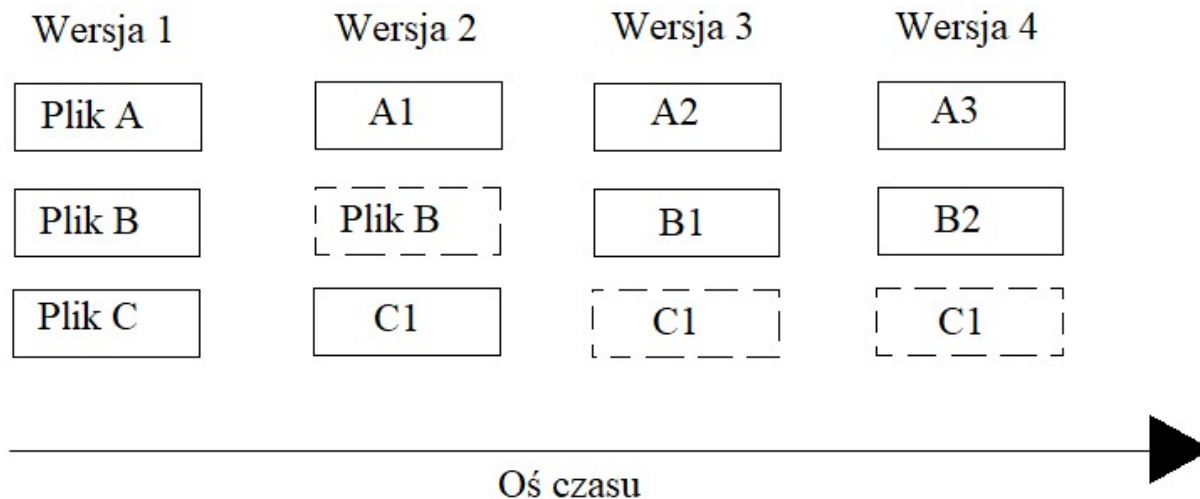 Wersja 1 Wersja 2 Wersja 3 Wersja 4
Plik A A1 A2 A3
Plik B Plik B B1 B2
Plik C C1 C1 C1
Oś czasu